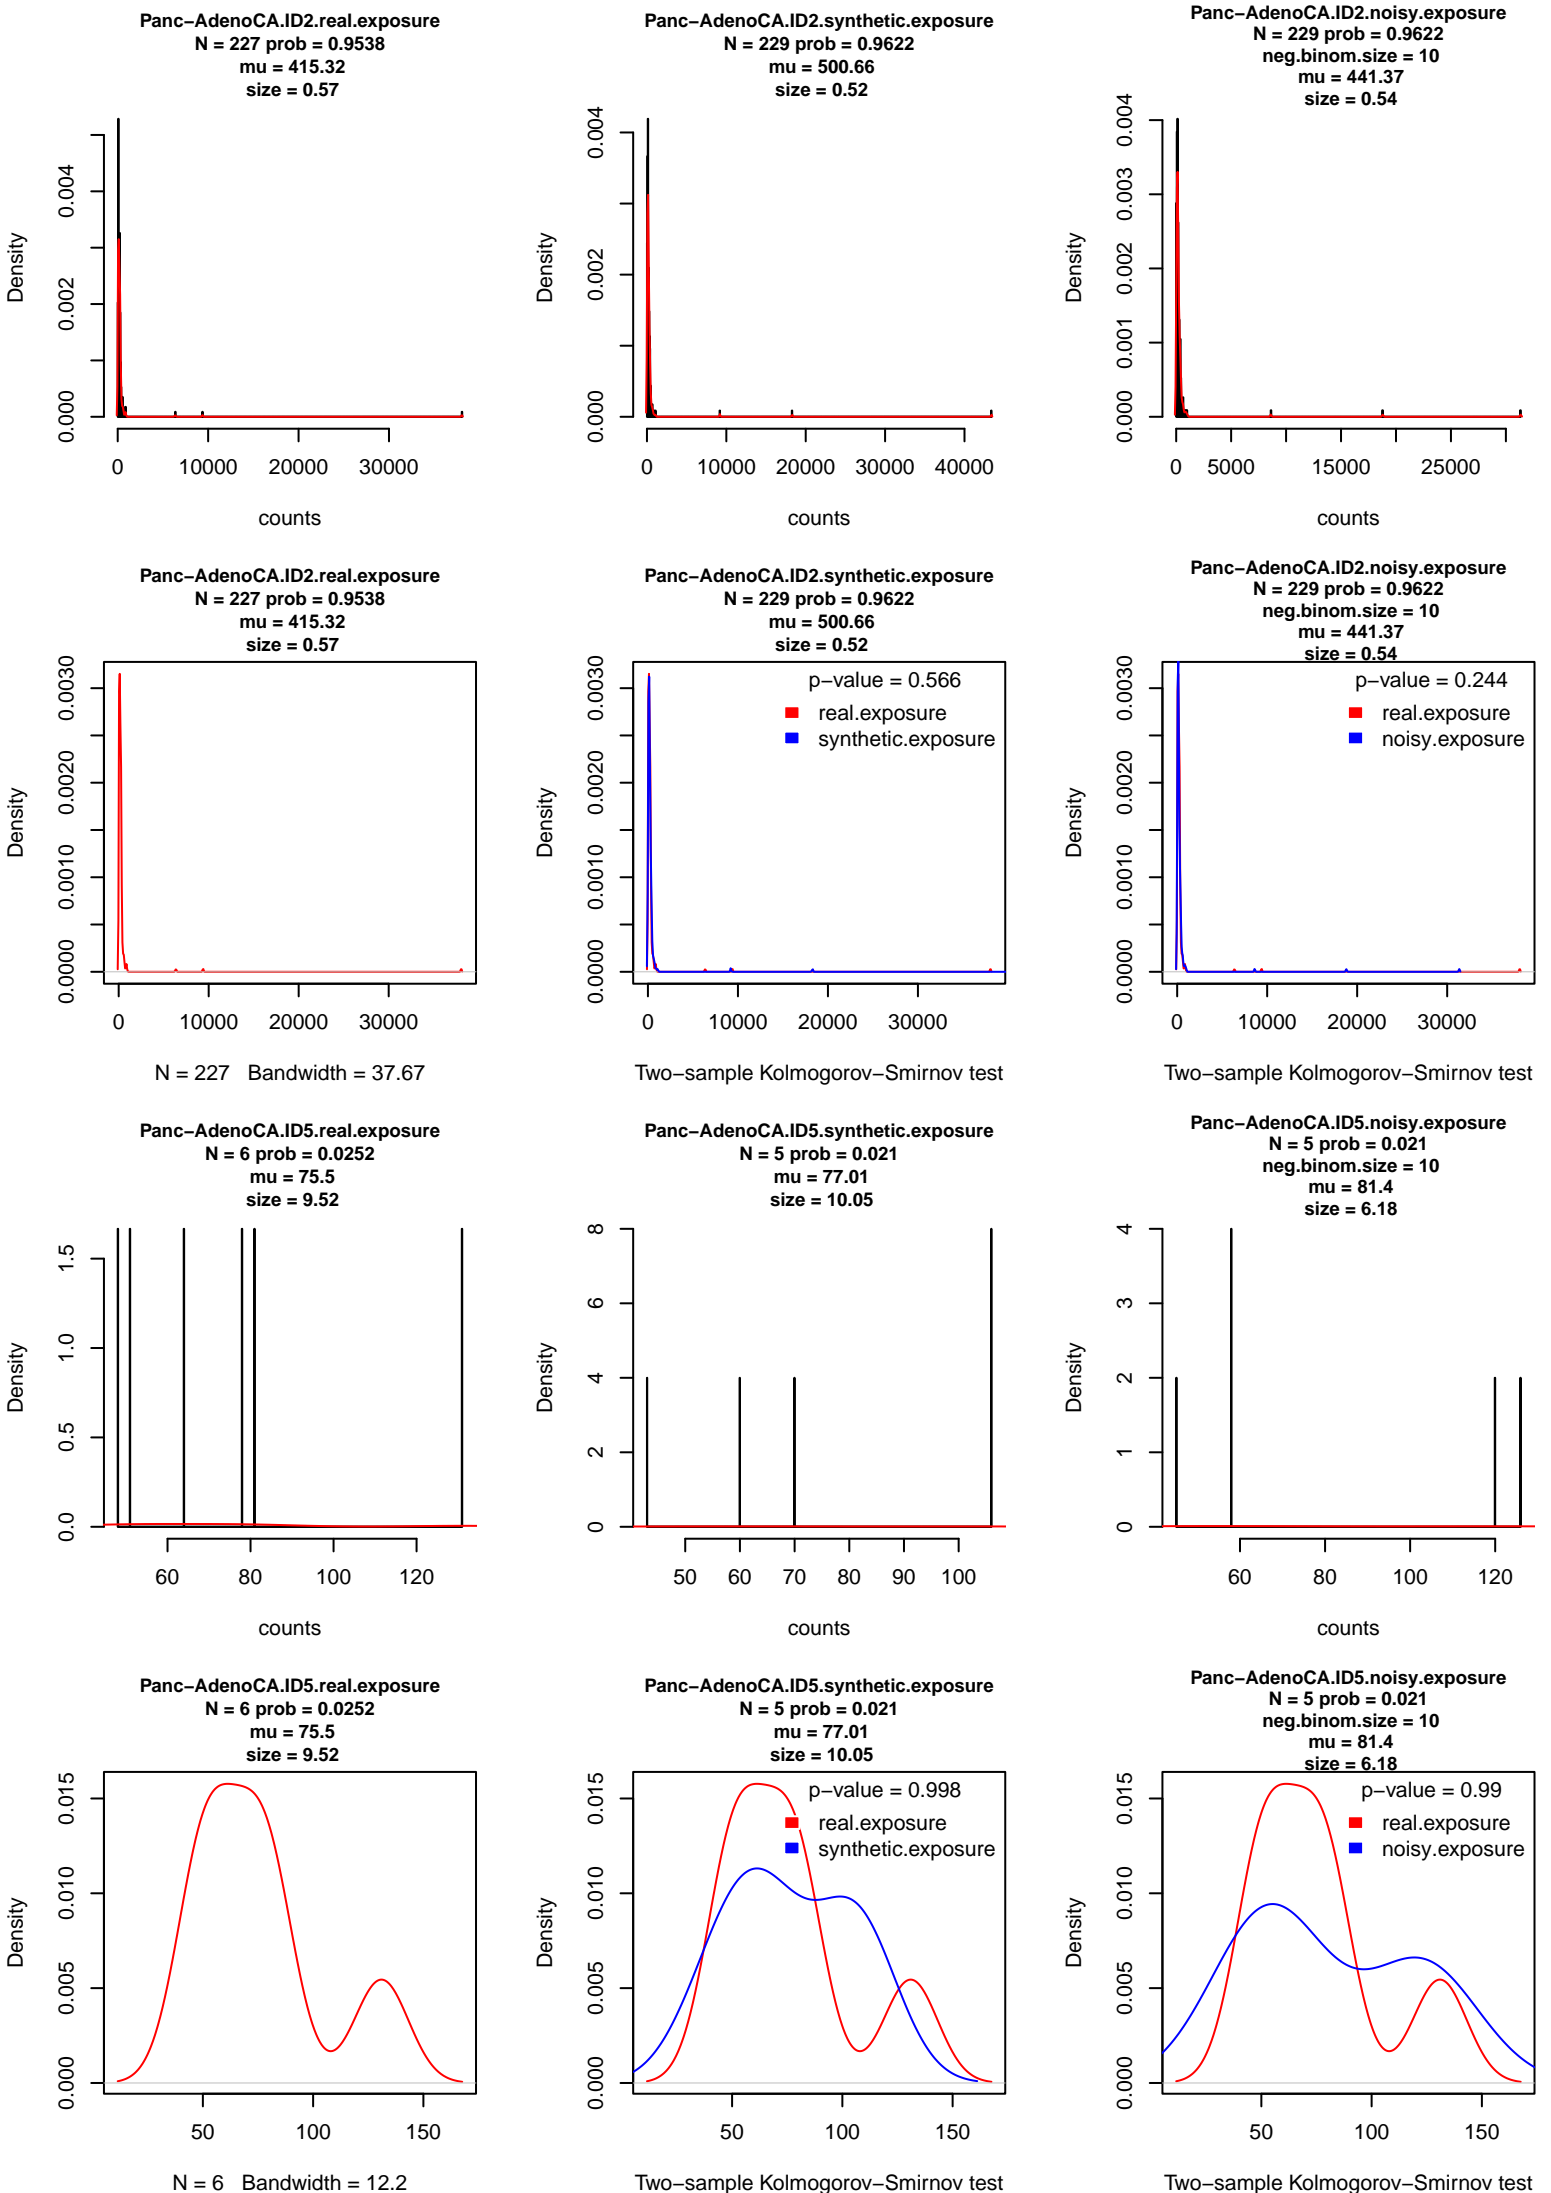 Panc−AdenoCA.ID2.real.exposure
N = 227 prob = 0.9538
mu = 415.32
size = 0.57
Density
0.000 0.002 0.004
0 10000 20000 30000
counts
Panc−AdenoCA.ID2.synthetic.exposure
N = 229 prob = 0.9622
mu = 500.66
size = 0.52
Density
0.000 0.002 0.004
0 10000 20000 30000 40000
counts
Panc−AdenoCA.ID2.noisy.exposure
N = 229 prob = 0.9622
neg.binom.size = 10
mu = 441.37
size = 0.54
Density
0.000 0.001 0.002 0.003 0.004
0 5000 15000 25000
counts
Panc−AdenoCA.ID2.real.exposure
N = 227 prob = 0.9538
mu = 415.32
size = 0.57
Density
0.0000 0.0010 0.0020 0.0030
0 10000 20000 30000
N = 227 Bandwidth = 37.67
Panc−AdenoCA.ID2.synthetic.exposure
N = 229 prob = 0.9622
mu = 500.66
size = 0.52
p−value = 0.566
real.exposure
synthetic.exposure
Density
0.0000 0.0010 0.0020 0.0030
0 10000 20000 30000
Two−sample Kolmogorov−Smirnov test
Panc−AdenoCA.ID2.noisy.exposure
N = 229 prob = 0.9622
neg.binom.size = 10
mu = 441.37
size = 0.54
p−value = 0.244
real.exposure
noisy.exposure
Density
0.0000 0.0010 0.0020 0.0030
0 10000 20000 30000
Two−sample Kolmogorov−Smirnov test
Panc−AdenoCA.ID5.real.exposure
N = 6 prob = 0.0252
mu = 75.5
size = 9.52
Density
0.0 0.5 1.0 1.5
60 80 100 120
counts
Panc−AdenoCA.ID5.synthetic.exposure
N = 5 prob = 0.021
mu = 77.01
size = 10.05
Density
0 2 4 6 8
50 60 70 80 90 100
counts
Panc−AdenoCA.ID5.noisy.exposure
N = 5 prob = 0.021
neg.binom.size = 10
mu = 81.4
size = 6.18
Density
0 1 2 3 4
60 80 100 120
counts
Panc−AdenoCA.ID5.real.exposure
N = 6 prob = 0.0252
mu = 75.5
size = 9.52
Density
0.000 0.005 0.010 0.015
50 100 150
N = 6 Bandwidth = 12.2
Panc−AdenoCA.ID5.synthetic.exposure
N = 5 prob = 0.021
mu = 77.01
size = 10.05
p−value = 0.998
real.exposure
synthetic.exposure
Density
0.000 0.005 0.010 0.015
50 100 150
Two−sample Kolmogorov−Smirnov test
Panc−AdenoCA.ID5.noisy.exposure
N = 5 prob = 0.021
neg.binom.size = 10
mu = 81.4
size = 6.18
p−value = 0.99
real.exposure
noisy.exposure
Density
0.000 0.005 0.010 0.015
50 100 150
Two−sample Kolmogorov−Smirnov test